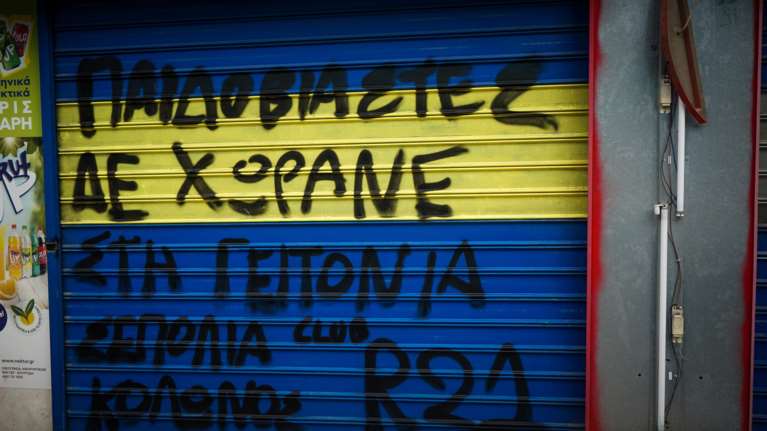 ΠΑΙΔΟΒΙΑΣΤΕΣ
ΔΕ ΧΩΡΑΝΕ
ΣΤΗ ΓΕΙΤΟΝΙΑ
ΣΕΠΟΛΙΑ CLUB
ΚΟΛΩΝΟΣ R21